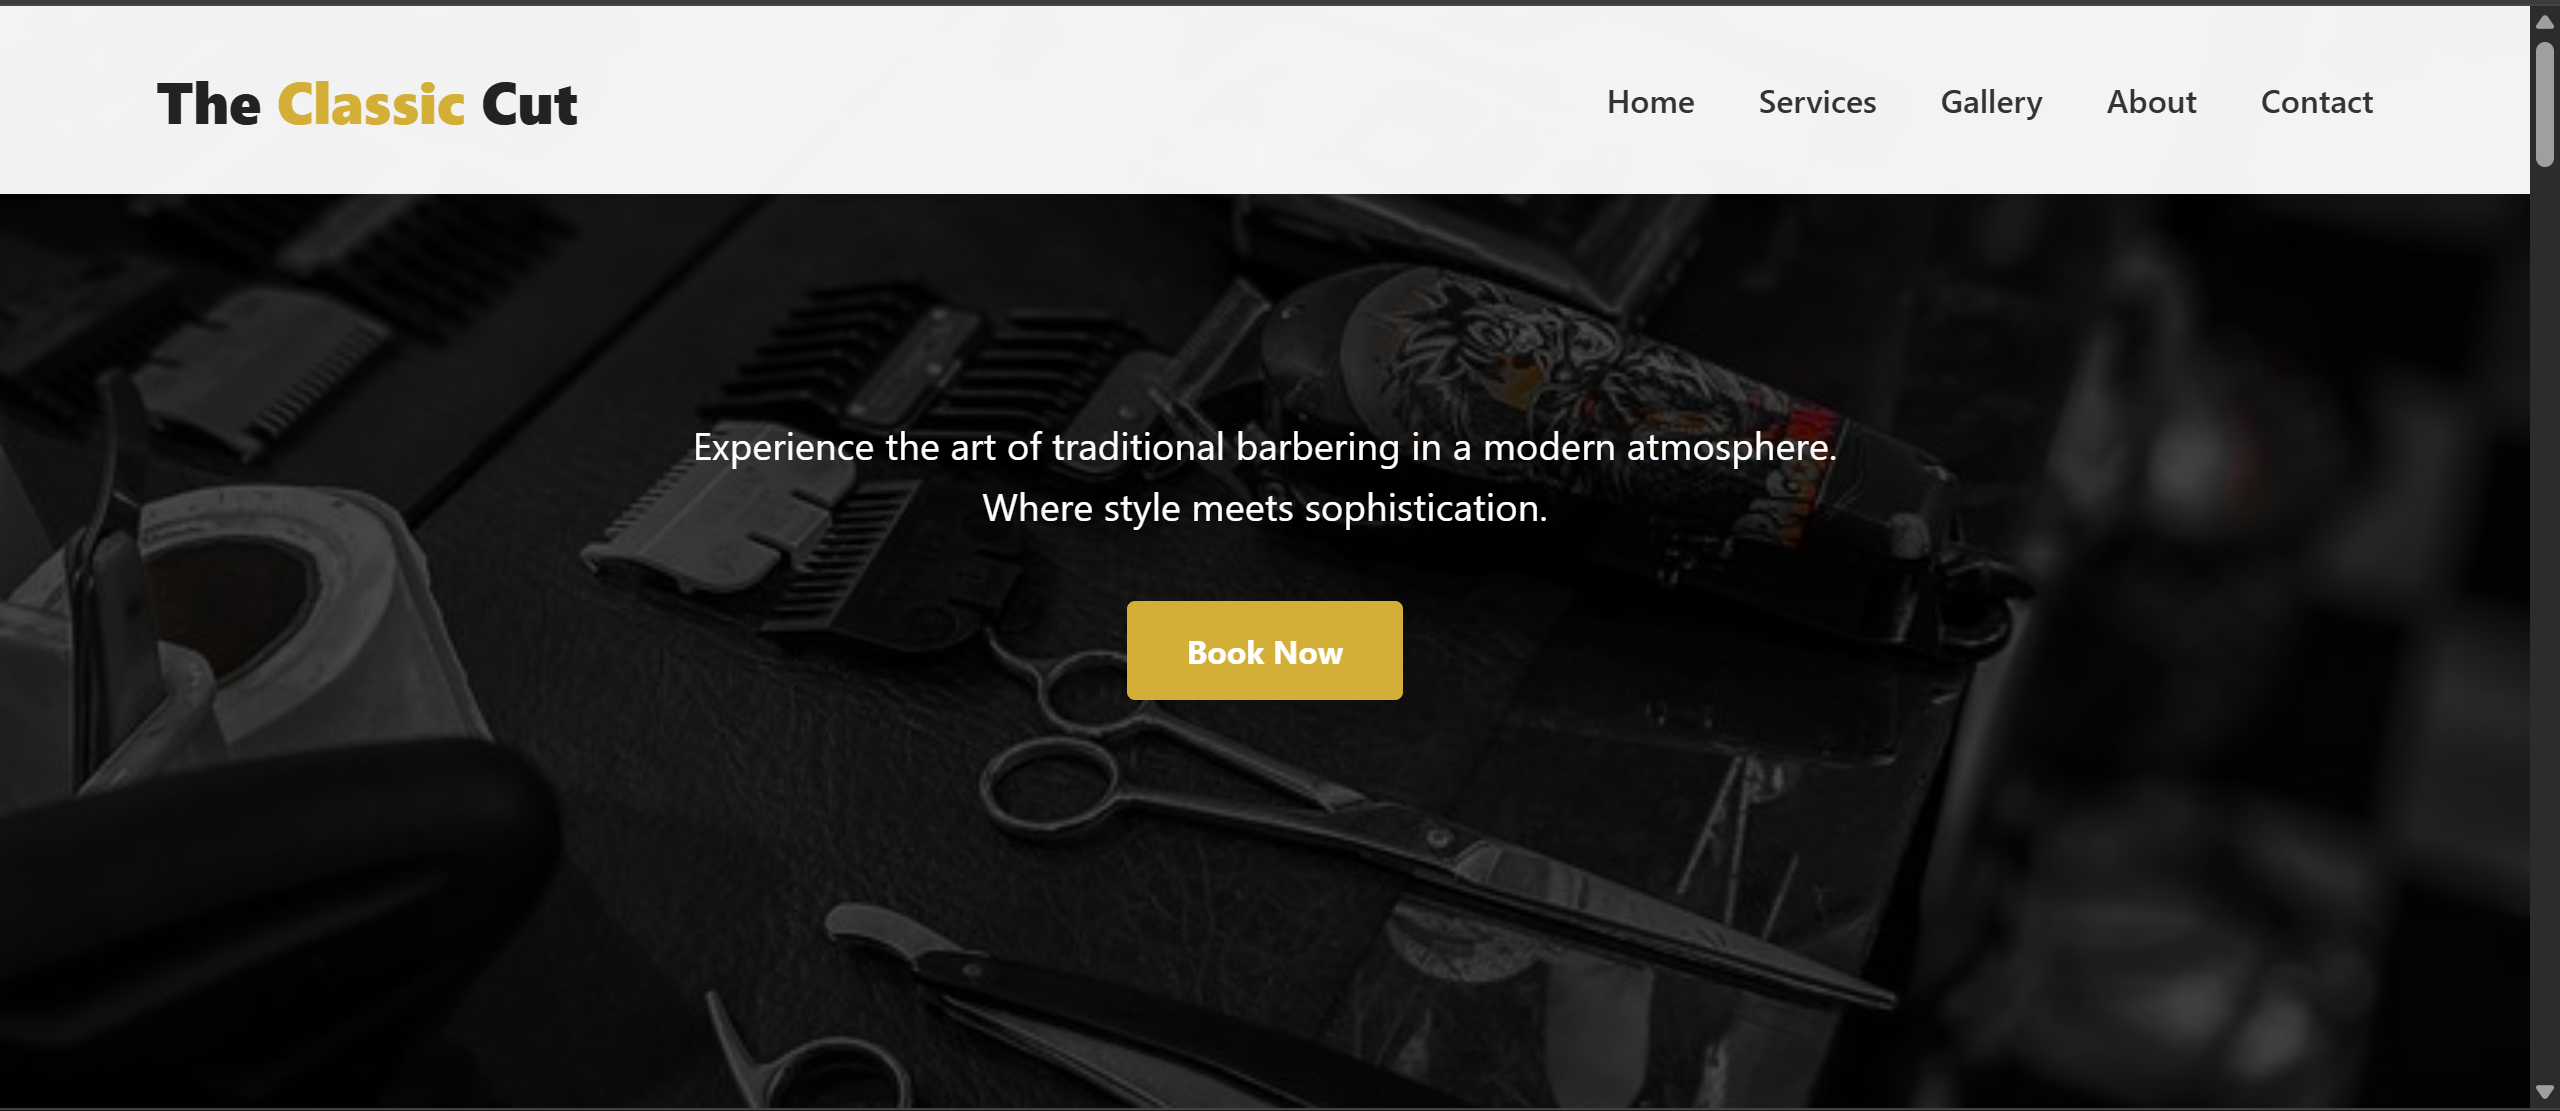 The Classic Cut
Home Services Gallery About Contact
Experience the art of traditional barbering in a modern atmosphere.
Where style meets sophistication.
Book Now